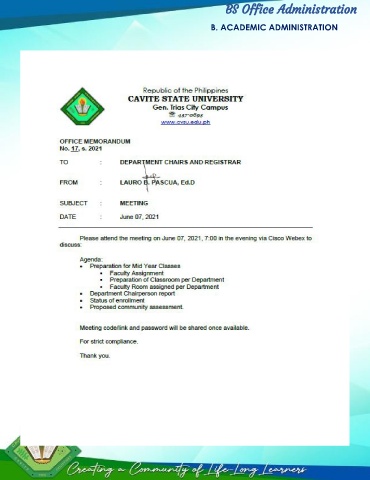 BS Office Administration
B. ACADEMIC ADMINISTRATION
Republic of the Philippines
CAVITE STATE UNIVERSITY
Gen. Trias City Campus
☏ 437-0693
www.cvsu.edu.ph
OFFICE MEMORANDUM
No. 17, s. 2021
TO : DEPARTMENT CHAIRS AND REGISTRAR
FROM : LAURO B. PASCUA, Ed.D
SUBJECT : MEETING
DATE : June 07, 2021
Please attend the meeting on June 07, 2021, 7:00 in the evening via Cisco Webex to
discuss:
Agenda:
• Preparation for Mid Year Classes
• Faculty Assignment
• Preparation of Classroom per Department
• Faculty Room assigned per Department
• Department Chairperson report
• Status of enrollment
• Proposed community assessment.
Meeting code/link and password will be shared once available.
For strict compliance.
Thank you.
Creating a Community of Life-Long Learners